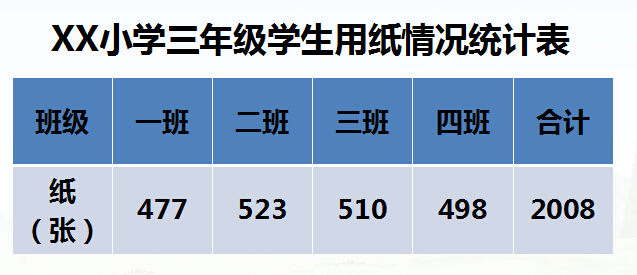 XX小学三年级学生用纸情况统计表
班级 一班 二班 三班 四班 合计
纸
（张） 477 523 510 498 2008